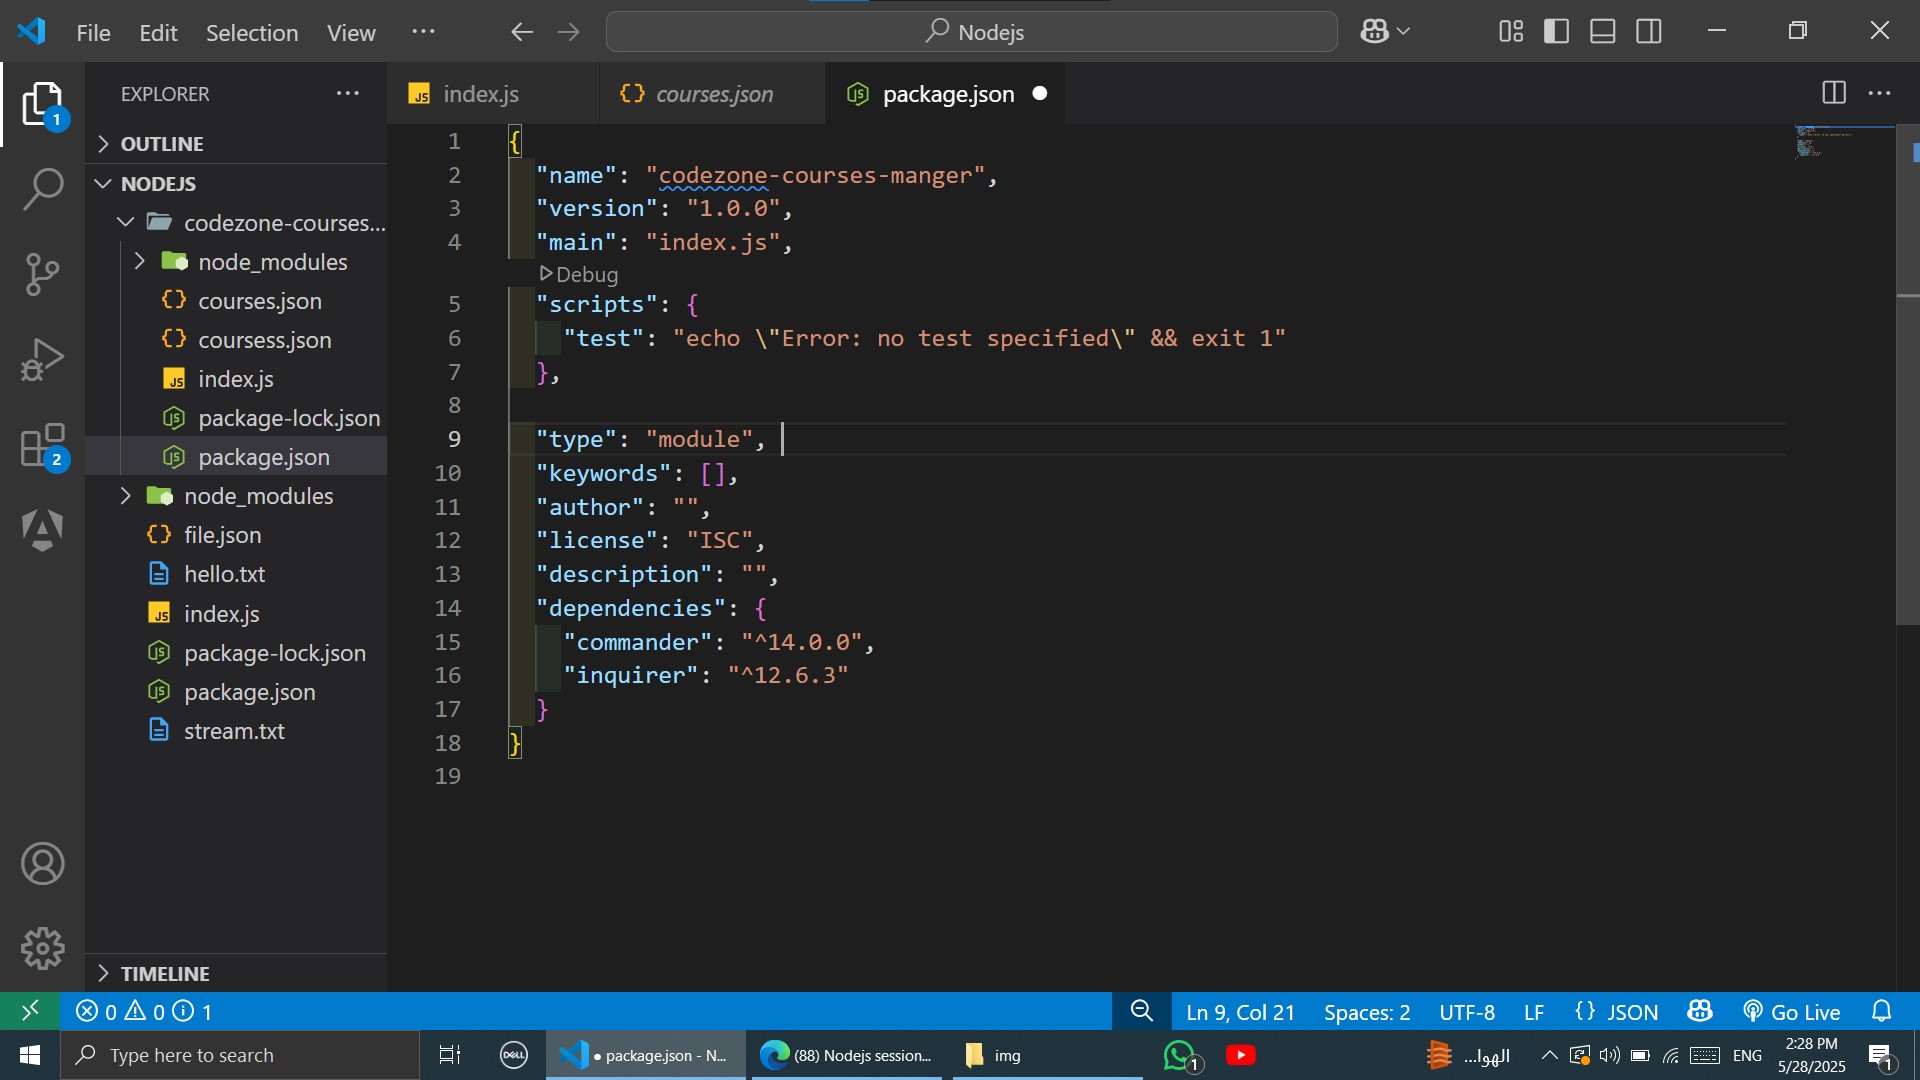 File Edit Selection View ···
Nodejs
EXPLORER ···
1
OUTLINE
NODEJS
codezone-courses...
node_modules
courses.json
coursess.json
index.js
package-lock.json
package.json
node_modules
file.json
hello.txt
index.js
package-lock.json
package.json
stream.txt
TIMELINE
2
index.js
courses.json
package.json
1 {
2 "name": "codezone-courses-manger",
3 "version": "1.0.0",
4 "main": "index.js",
Debug
5 "scripts": {
6 "test": "echo \"Error: no test specified\" && exit 1"
7 },
8
9 "type": "module",
10 "keywords": [],
11 "author": "",
12 "license": "ISC",
13 "description": "",
14 "dependencies": {
15 "commander": "^14.0.0",
16 "inquirer": "^12.6.3"
17 }
18 }
19
0 0 1
Ln 9, Col 21 Spaces: 2 UTF-8 LF {} JSON Go Live
Type here to search
DELL
● package.json - N...
(88) Nodejs session...
img
1
الهوا...
ENG
2:28 PM
5/28/2025
1